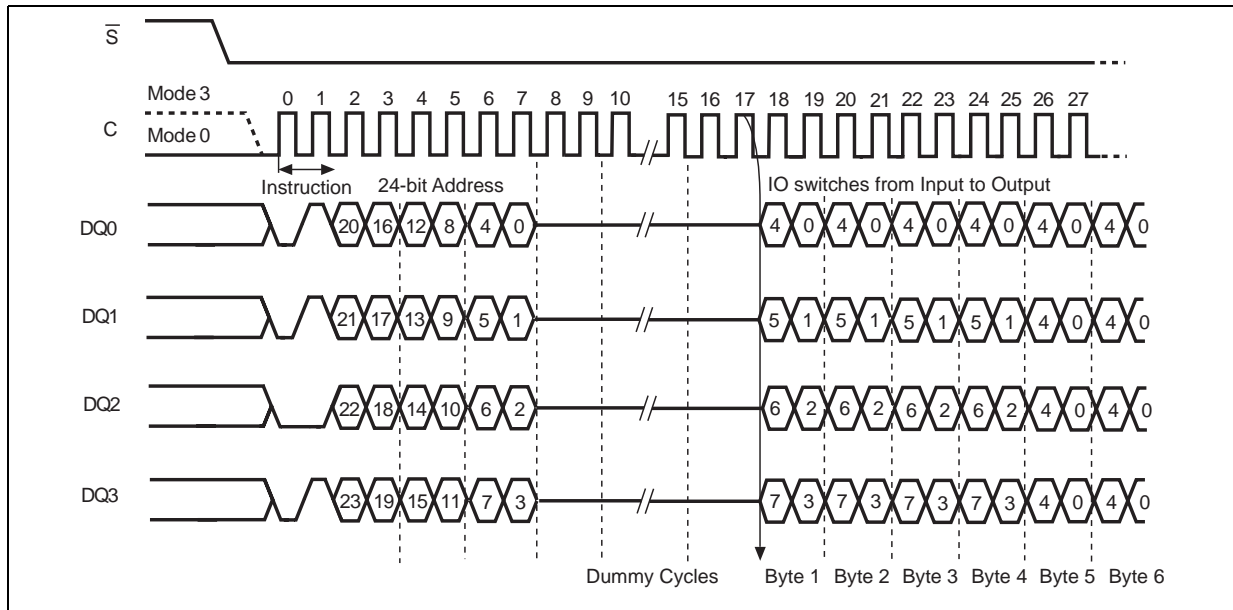 S
Mode 3
C
Mode 0
0 1 2 3 4 5 6 7 8 9 10 15 16 17 18 19 20 21 22 23 24 25 26 27
Instruction 24-bit Address IO switches from Input to Output
DQ0 20 16 12 8 4 0 4 0 4 0 4 0 4 0 4 0 4 0
DQ1 21 17 13 9 5 1 5 1 5 1 5 1 5 1 4 0 4 0
DQ2 22 18 14 10 6 2 6 2 6 2 6 2 6 2 4 0 4 0
DQ3 23 19 15 11 7 3 7 3 7 3 7 3 7 3 4 0 4 0
Dummy Cycles Byte 1 Byte 2 Byte 3 Byte 4 Byte 5 Byte 6